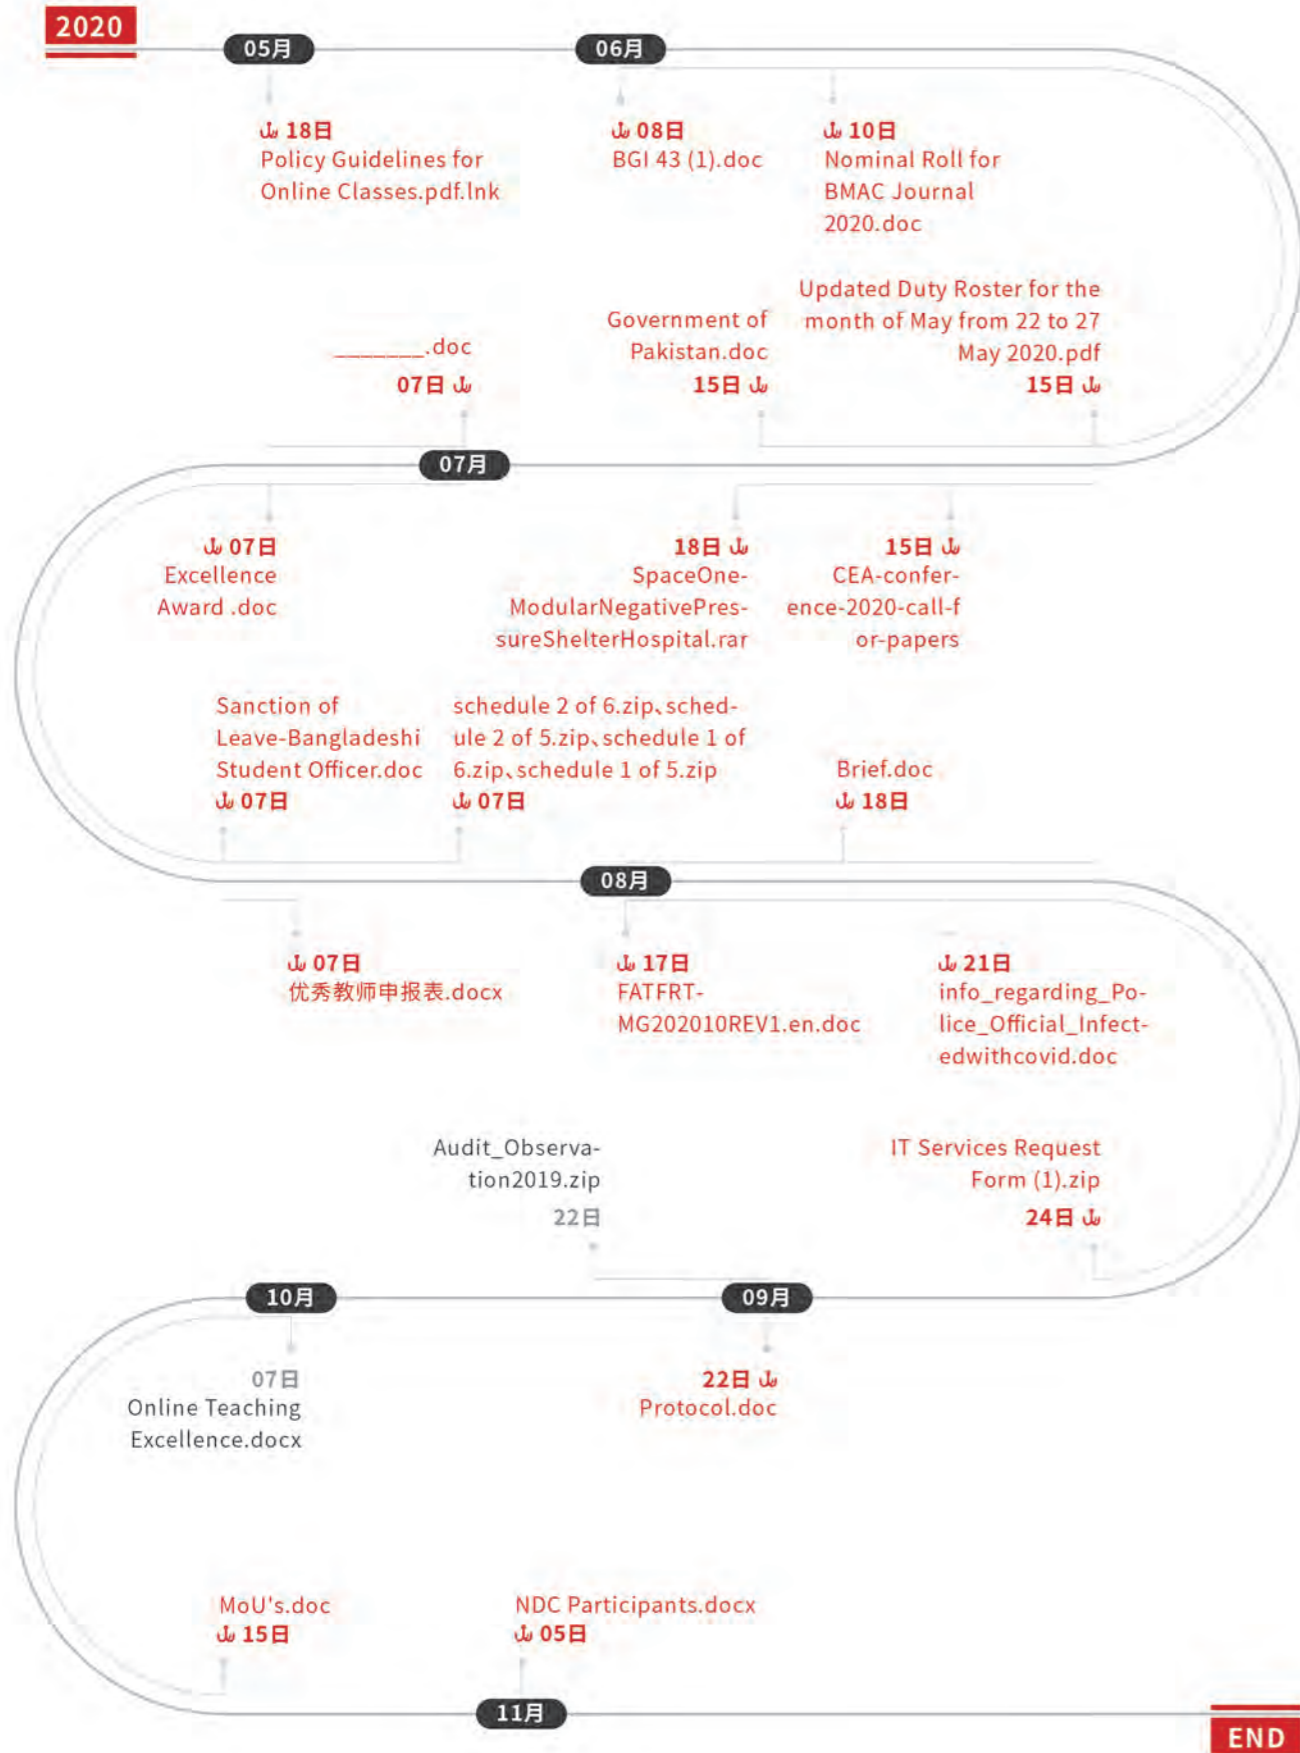 2020
05月
06月
18日
Policy Guidelines for
Online Classes.pdf.lnk
08日
BGI 43 (1).doc
10日
Nominal Roll for
BMAC Journal
2020.doc
Updated Duty Roster for the
month of May from 22 to 27
May 2020.pdf
15日
Government of
Pakistan.doc
15日
_______.doc
07日
07月
15日
CEA-confer-
ence-2020-call-f
or-papers
18日
SpaceOne-
ModularNegativePres-
sureShelterHospital.rar
07日
Excellence
Award .doc
Sanction of
Leave-Bangladeshi
Student Officer.doc
07日
schedule 2 of 6.zip、sched-
ule 2 of 5.zip、schedule 1 of
6.zip、schedule 1 of 5.zip
07日
Brief.doc
18日
08月
07日
优秀教师申报表.docx
17日
FATFRT-
MG202010REV1.en.doc
21日
info_regarding_Po-
lice_Official_Infect-
edwithcovid.doc
IT Services Request
Form (1).zip
24日
Audit_Observa-
tion2019.zip
22日
10月
09月
22日
Protocol.doc
07日
Online Teaching
Excellence.docx
MoU's.doc
15日
NDC Participants.docx
05日
11月
END